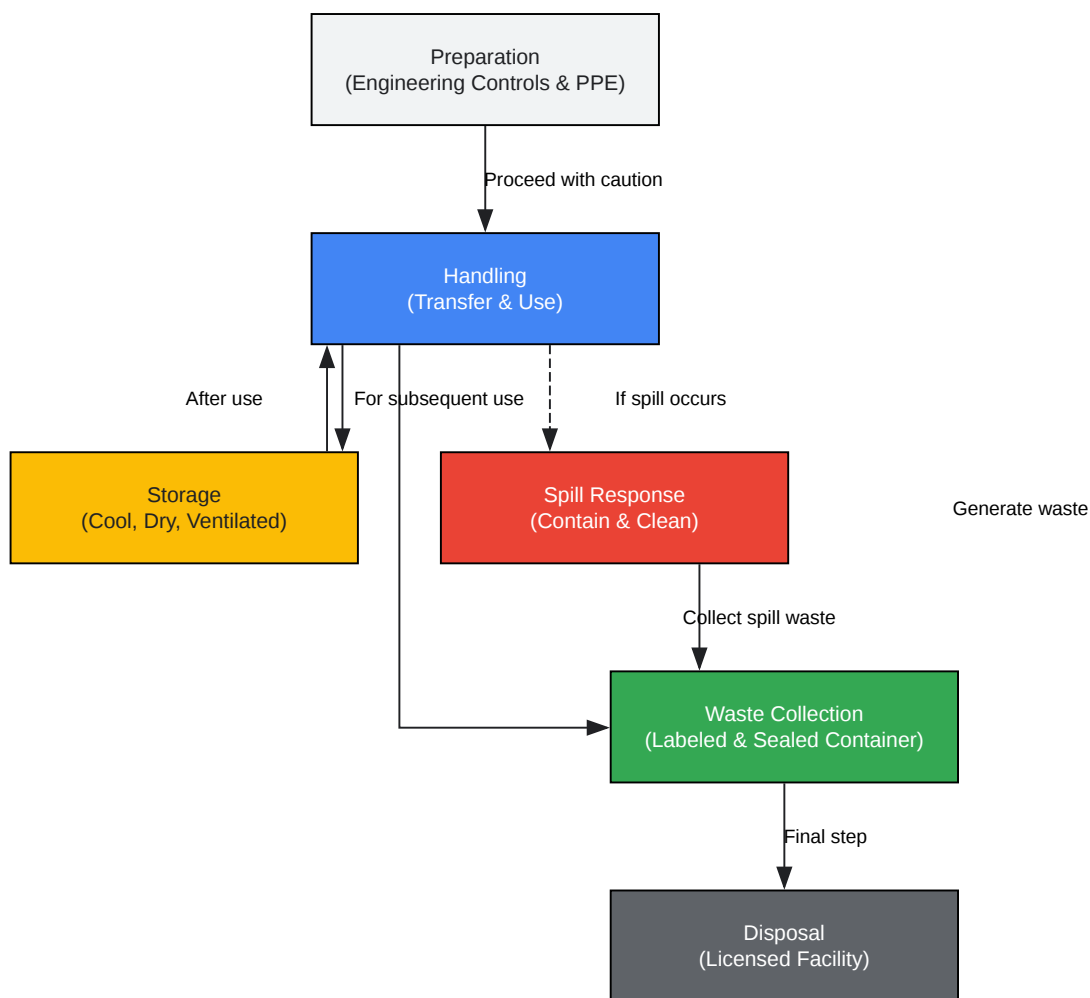 Preparation
(Engineering Controls & PPE)
Proceed with caution
Handling
(Transfer & Use)
After use
For subsequent use
If spill occurs
Storage
(Cool, Dry, Ventilated)
Spill Response
(Contain & Clean)
Generate waste
Collect spill waste
Waste Collection
(Labeled & Sealed Container)
Final step
Disposal
(Licensed Facility)